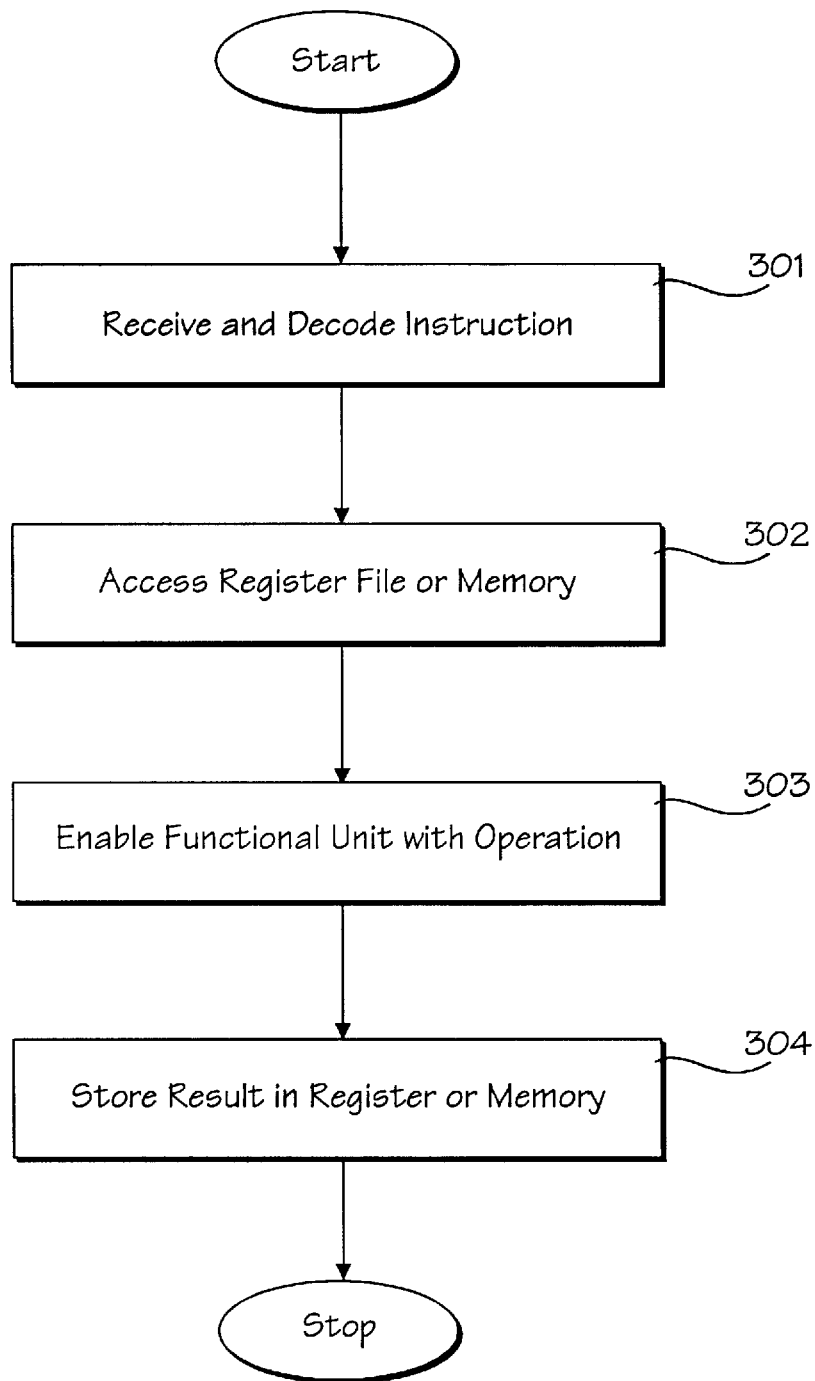 Start
301
Receive and Decode Instruction
302
Access Register File or Memory
303
Enable Functional Unit with Operation
304
Store Result in Register or Memory
Stop